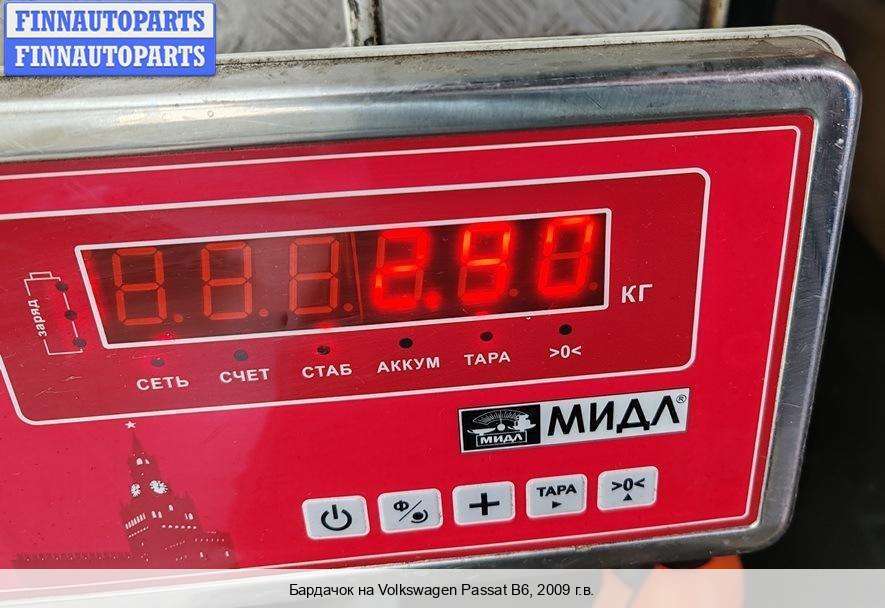 FINNAUTOPARTS
FINNAUTOPARTS
2.90
КГ
заряд
СЕТЬ СЧЕТ СТАБ АККУМ ТАРА >0<
МИДЛ МИДЛ®
Ф ТАРА >0<
Бардачок на Volkswagen Passat B6, 2009 г.в.